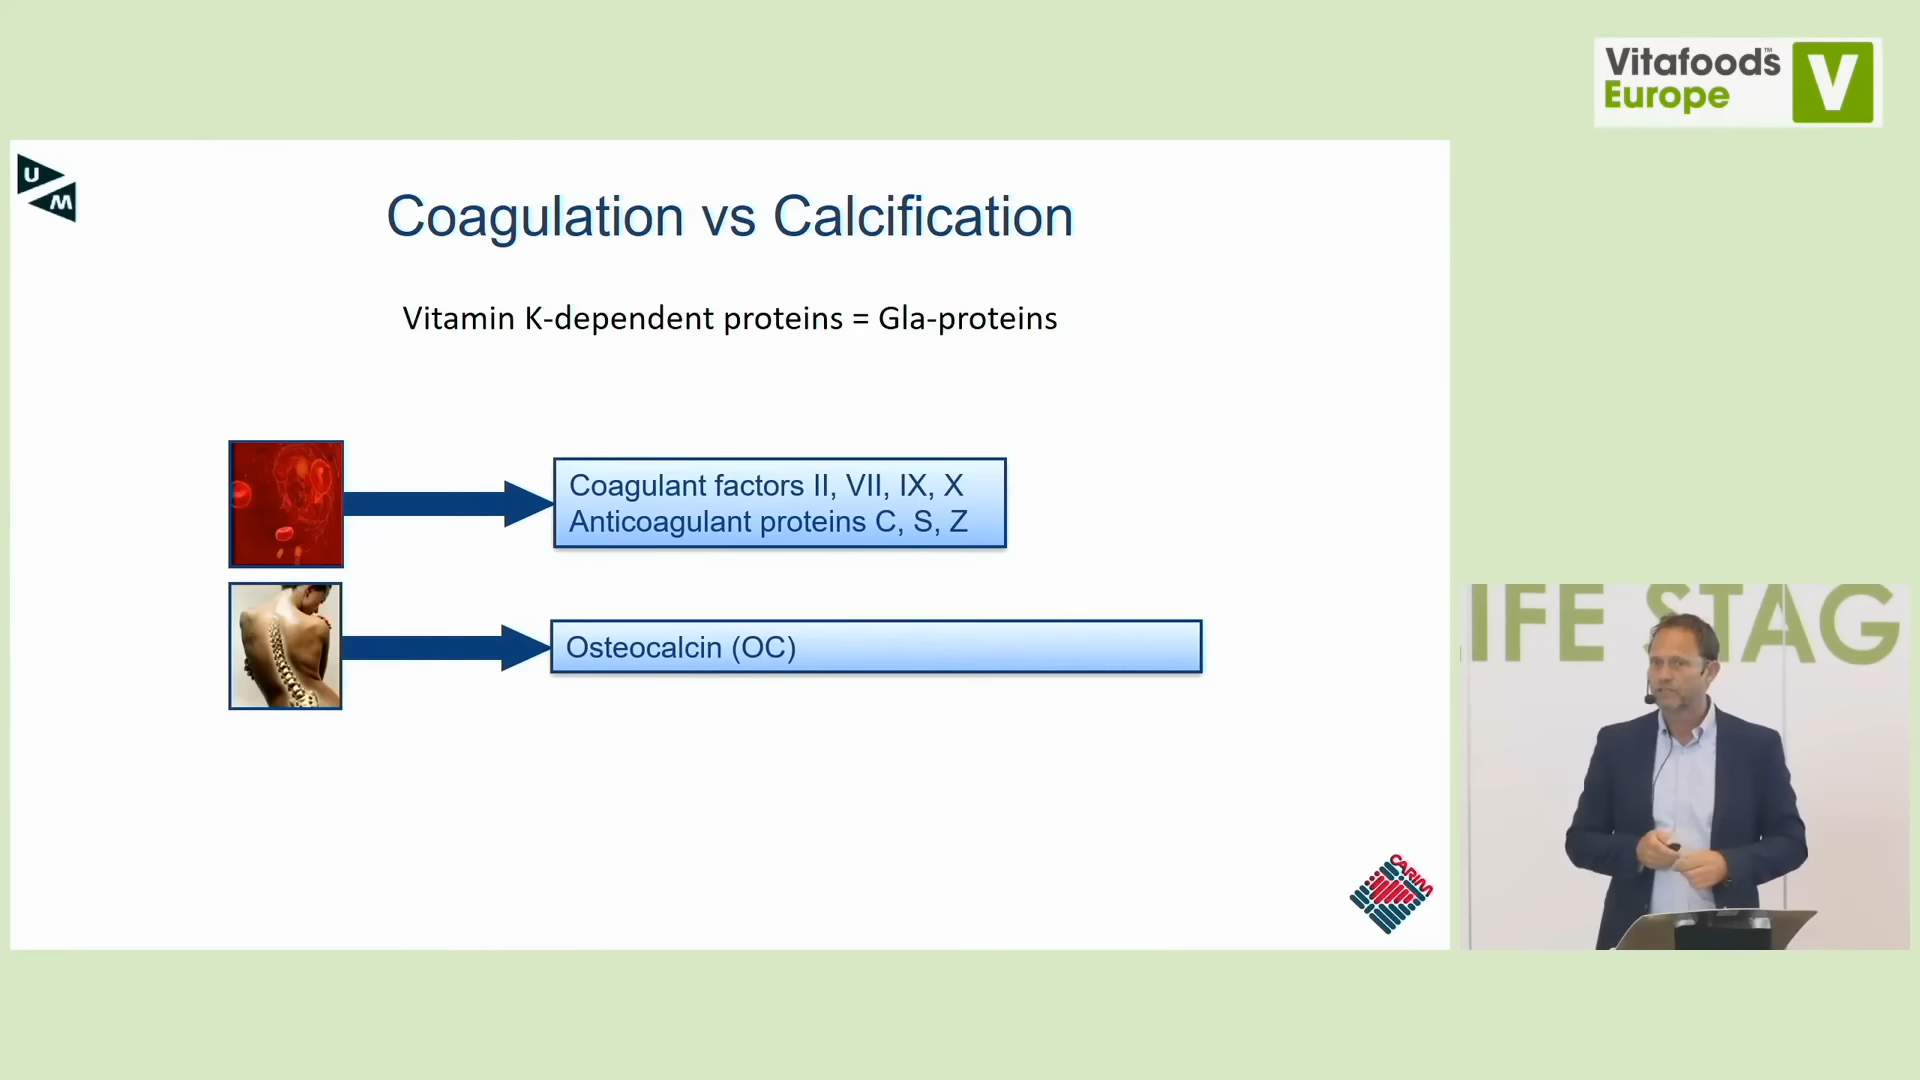 Vitafoods™
Europe
V
U
M
Coagulation vs Calcification
Vitamin K-dependent proteins = Gla-proteins
Coagulant factors II, VII, IX, X
Anticoagulant proteins C, S, Z
Osteocalcin (OC)
IFE STAG
CARIM